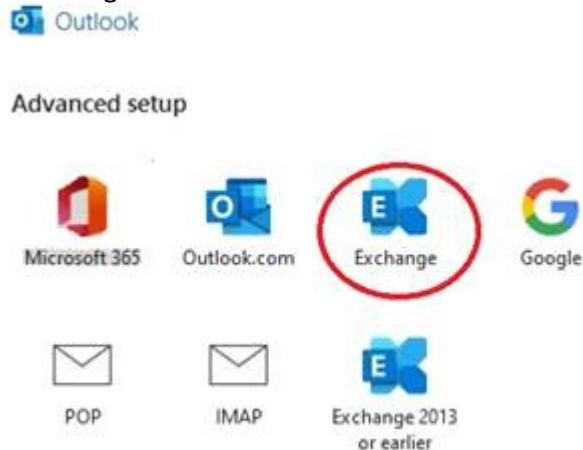 Outlook
Advanced setup
Microsoft 365 Outlook.com Exchange Google
POP IMAP Exchange 2013
or earlier